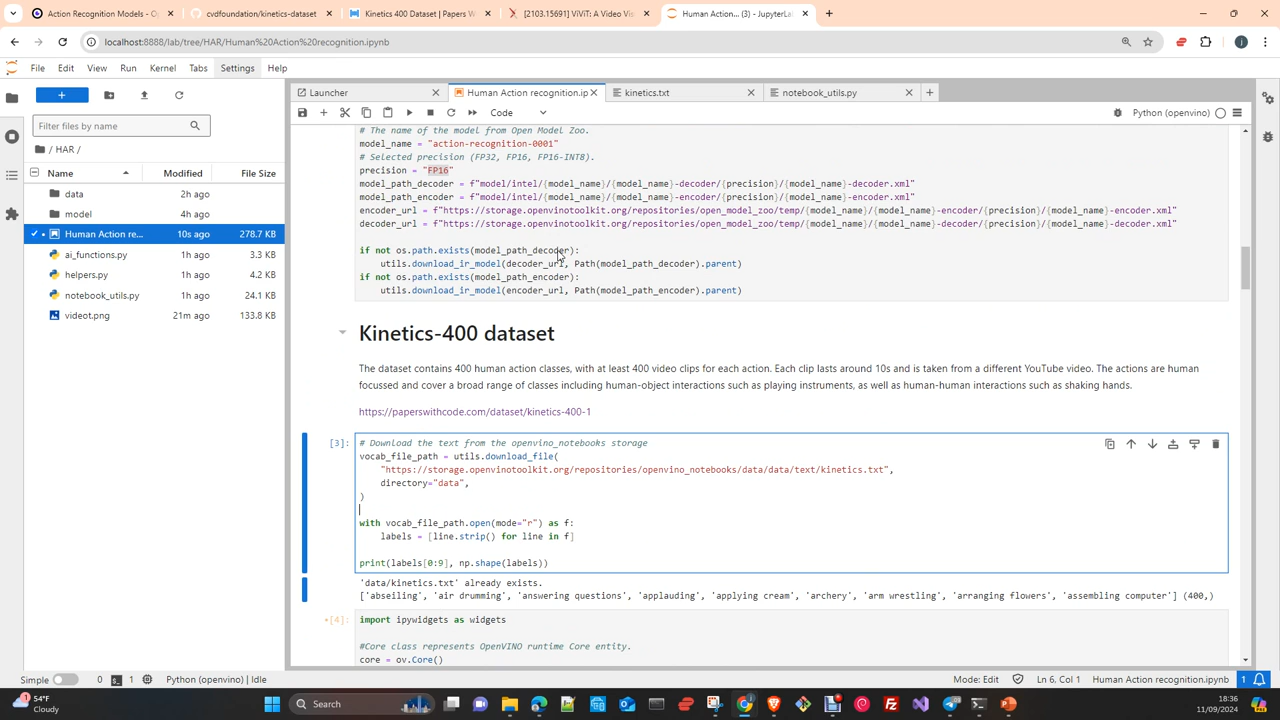 Action Recognition Models - O
cvdfoundation/kinetics-dataset
Kinetics 400 Dataset | Papers W
[2103.15691] ViViT: A Video Vis
Human Action... (3) - JupyterLa
localhost:8888/lab/tree/HAR/Human%20Action%20recognition.ipynb
File Edit View Run Kernel Tabs Settings Help
Launcher
Human Action recognition.ip
kinetics.txt
notebook_utils.py
+
Filter files by name
Code
Python (openvino)
/ HAR /
Name Modified File Size
data 2h ago
model 4h ago
Human Action re... 10s ago 278.7 KB
ai_functions.py 1h ago 3.3 KB
helpers.py 1h ago 4.2 KB
notebook_utils.py 1h ago 24.1 KB
videot.png 21m ago 133.8 KB
# The name of the model from Open Model Zoo.
model_name = "action-recognition-0001"
# Selected precision (FP32, FP16, FP16-INT8).
precision = "FP16"
model_path_decoder = f"model/intel/{model_name}/{model_name}-decoder/{precision}/{model_name}-decoder.xml"
model_path_encoder = f"model/intel/{model_name}/{model_name}-encoder/{precision}/{model_name}-encoder.xml"
encoder_url = f"https://storage.openvinotoolkit.org/repositories/open_model_zoo/temp/{model_name}/{model_name}-encoder/{precision}/{model_name}-encoder.xml"
decoder_url = f"https://storage.openvinotoolkit.org/repositories/open_model_zoo/temp/{model_name}/{model_name}-decoder/{precision}/{model_name}-decoder.xml"
if not os.path.exists(model_path_decoder):
utils.download_ir_model(decoder_url, Path(model_path_decoder).parent)
if not os.path.exists(model_path_encoder):
utils.download_ir_model(encoder_url, Path(model_path_encoder).parent)
Kinetics-400 dataset
The dataset contains 400 human action classes, with at least 400 video clips for each action. Each clip lasts around 10s and is taken from a different YouTube video. The actions are human
focussed and cover a broad range of classes including human-object interactions such as playing instruments, as well as human-human interactions such as shaking hands.
https://paperswithcode.com/dataset/kinetics-400-1
[3]:
# Download the text from the openvino_notebooks storage
vocab_file_path = utils.download_file(
"https://storage.openvinotoolkit.org/repositories/openvino_notebooks/data/data/text/kinetics.txt",
directory="data",
)
with vocab_file_path.open(mode="r") as f:
labels = [line.strip() for line in f]
print(labels[0:9], np.shape(labels))
'data/kinetics.txt' already exists.
['abseiling', 'air drumming', 'answering questions', 'applauding', 'applying cream', 'archery', 'arm wrestling', 'arranging flowers', 'assembling computer'] (400,)
[4]:
import ipywidgets as widgets
#Core class represents OpenVINO runtime Core entity.
core = ov.Core()
Simple 0 1 Python (openvino) | Idle
Mode: Edit Ln 6, Col 1 Human Action recognition.ipynb 1
54°F
Cloudy
Search
18:36
11/09/2024